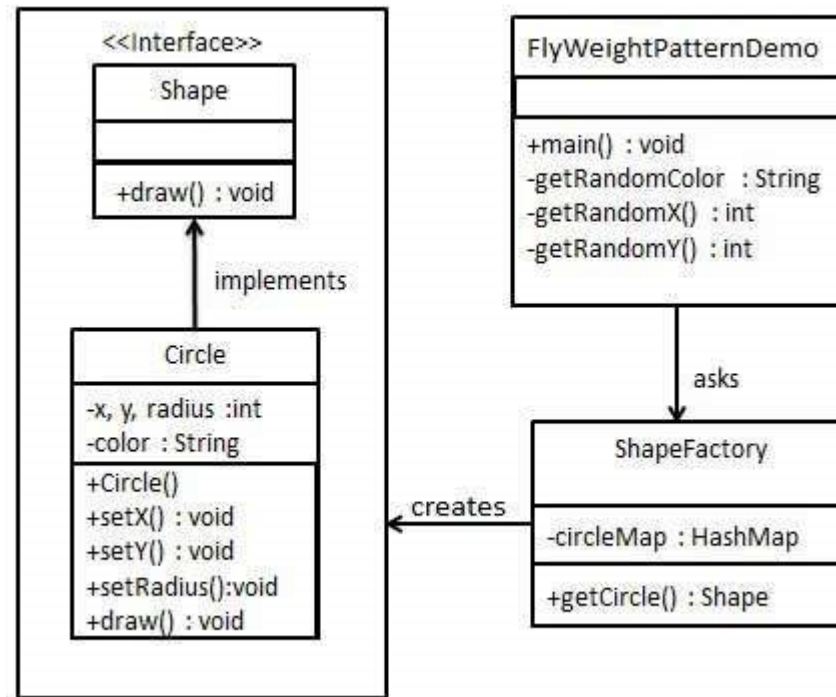 <<Interface>>
Shape
+draw() : void
implements
Circle
-x, y, radius :int
-color : String
+Circle()
+setX() : void
+setY() : void
+setRadius():void
+draw() : void
FlyWeightPatternDemo
+main() : void
-getRandomColor : String
-getRandomX() : int
-getRandomY() : int
asks
ShapeFactory
-circleMap : HashMap
+getCircle() : Shape
creates